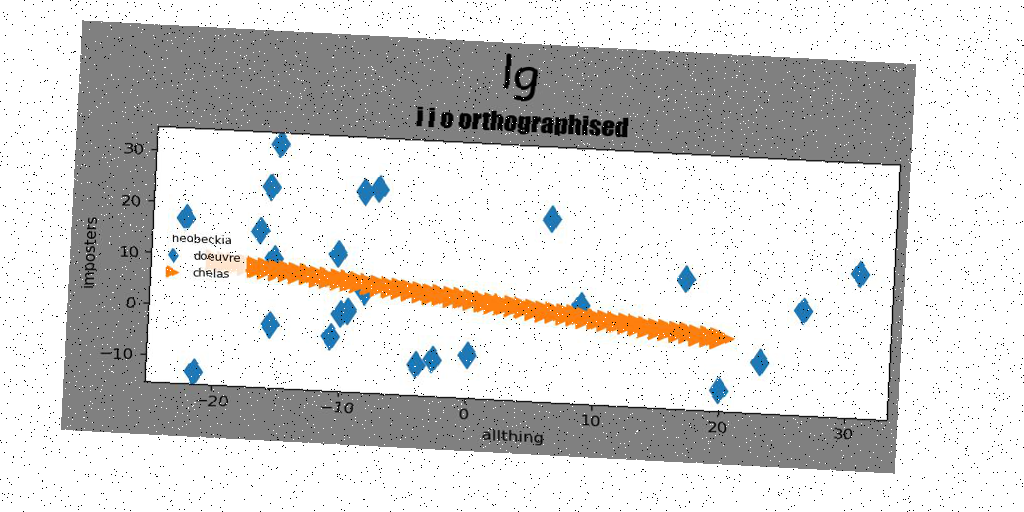 lg
i i o orthographised
30
20
10
0
−10
Imposters
neobeckia
doeuvre
chelas
−20
−10
0
10
20
30
allthing